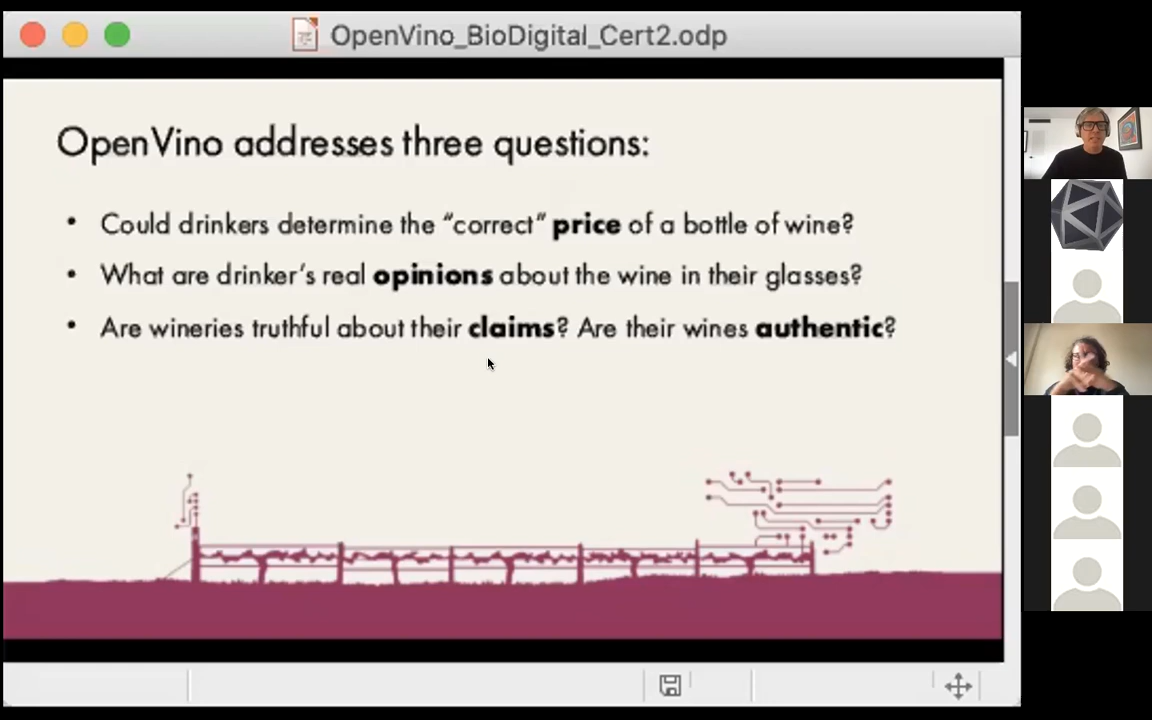 OpenVino_BioDigital_Cert2.odp
OpenVino addresses three questions:
• Could drinkers determine the “correct” price of a bottle of wine?
• What are drinker’s real opinions about the wine in their glasses?
• Are wineries truthful about their claims? Are their wines authentic?